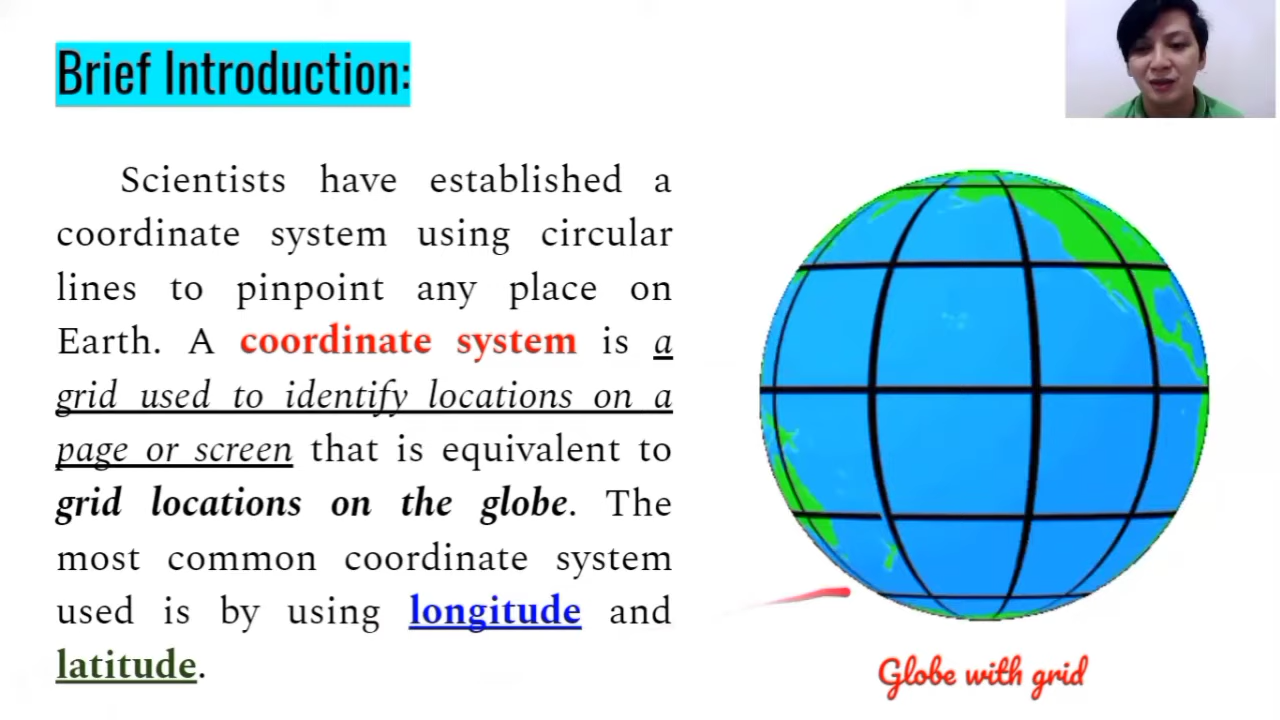 Brief Introduction:
Scientists have established a
coordinate system using circular
lines to pinpoint any place on
Earth. A coordinate system is a
grid used to identify locations on a
page or screen that is equivalent to
grid locations on the globe. The
most common coordinate system
used is by using longitude and
latitude.
Globe with grid